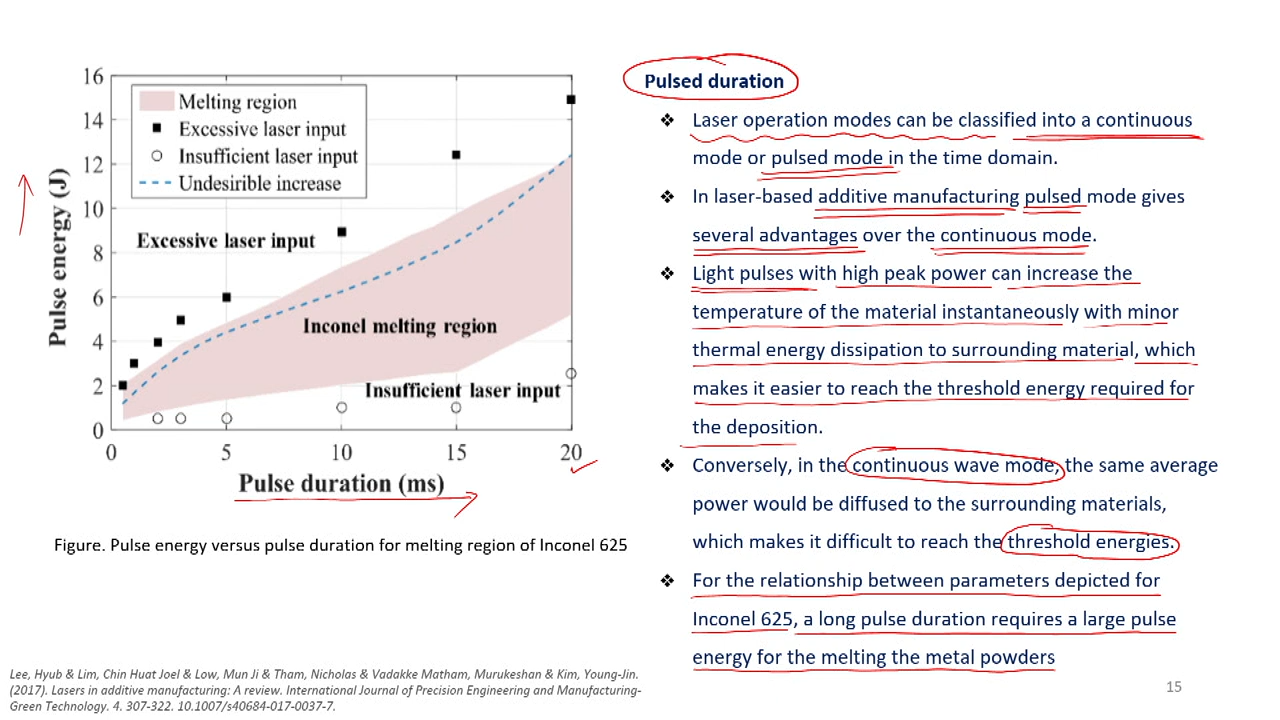 16
14
12
10
8
6
4
2
0
Pulse energy (J)
Melting region
Excessive laser input
Insufficient laser input
Undesirible increase
Excessive laser input
Inconel melting region
Insufficient laser input
0 5 10 15 20
Pulse duration (ms)
Figure. Pulse energy versus pulse duration for melting region of Inconel 625
Pulsed duration
❖ Laser operation modes can be classified into a continuous
mode or pulsed mode in the time domain.
❖ In laser-based additive manufacturing pulsed mode gives
several advantages over the continuous mode.
❖ Light pulses with high peak power can increase the
temperature of the material instantaneously with minor
thermal energy dissipation to surrounding material, which
makes it easier to reach the threshold energy required for
the deposition.
❖ Conversely, in the continuous wave mode, the same average
power would be diffused to the surrounding materials,
which makes it difficult to reach the threshold energies.
❖ For the relationship between parameters depicted for
Inconel 625, a long pulse duration requires a large pulse
energy for the melting the metal powders
Lee, Hyub & Lim, Chin Huat Joel & Low, Mun Ji & Tham, Nicholas & Vadakke Matham, Murukeshan & Kim, Young-Jin.
(2017). Lasers in additive manufacturing: A review. International Journal of Precision Engineering and Manufacturing-
Green Technology. 4. 307-322. 10.1007/s40684-017-0037-7.
15